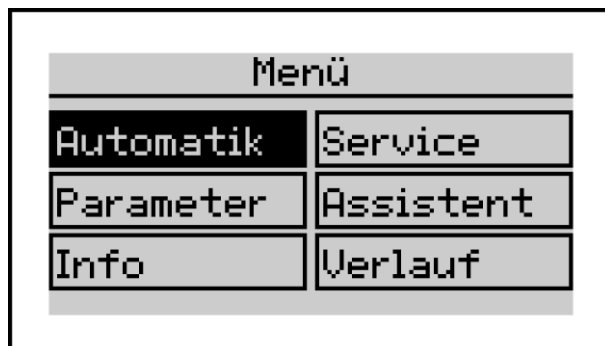 Menü
Automatik Service
Parameter Assistent
Info Verlauf